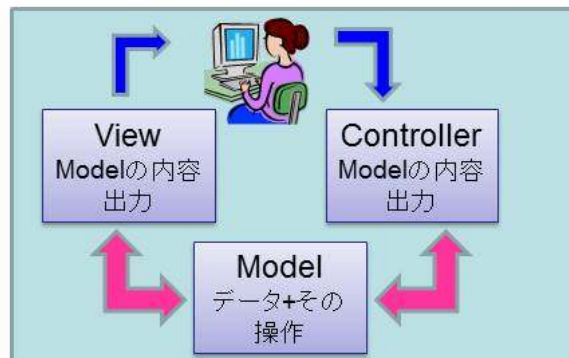 View
Modelの内容
出力
Controller
Modelの内容
出力
Model
データ+その
操作